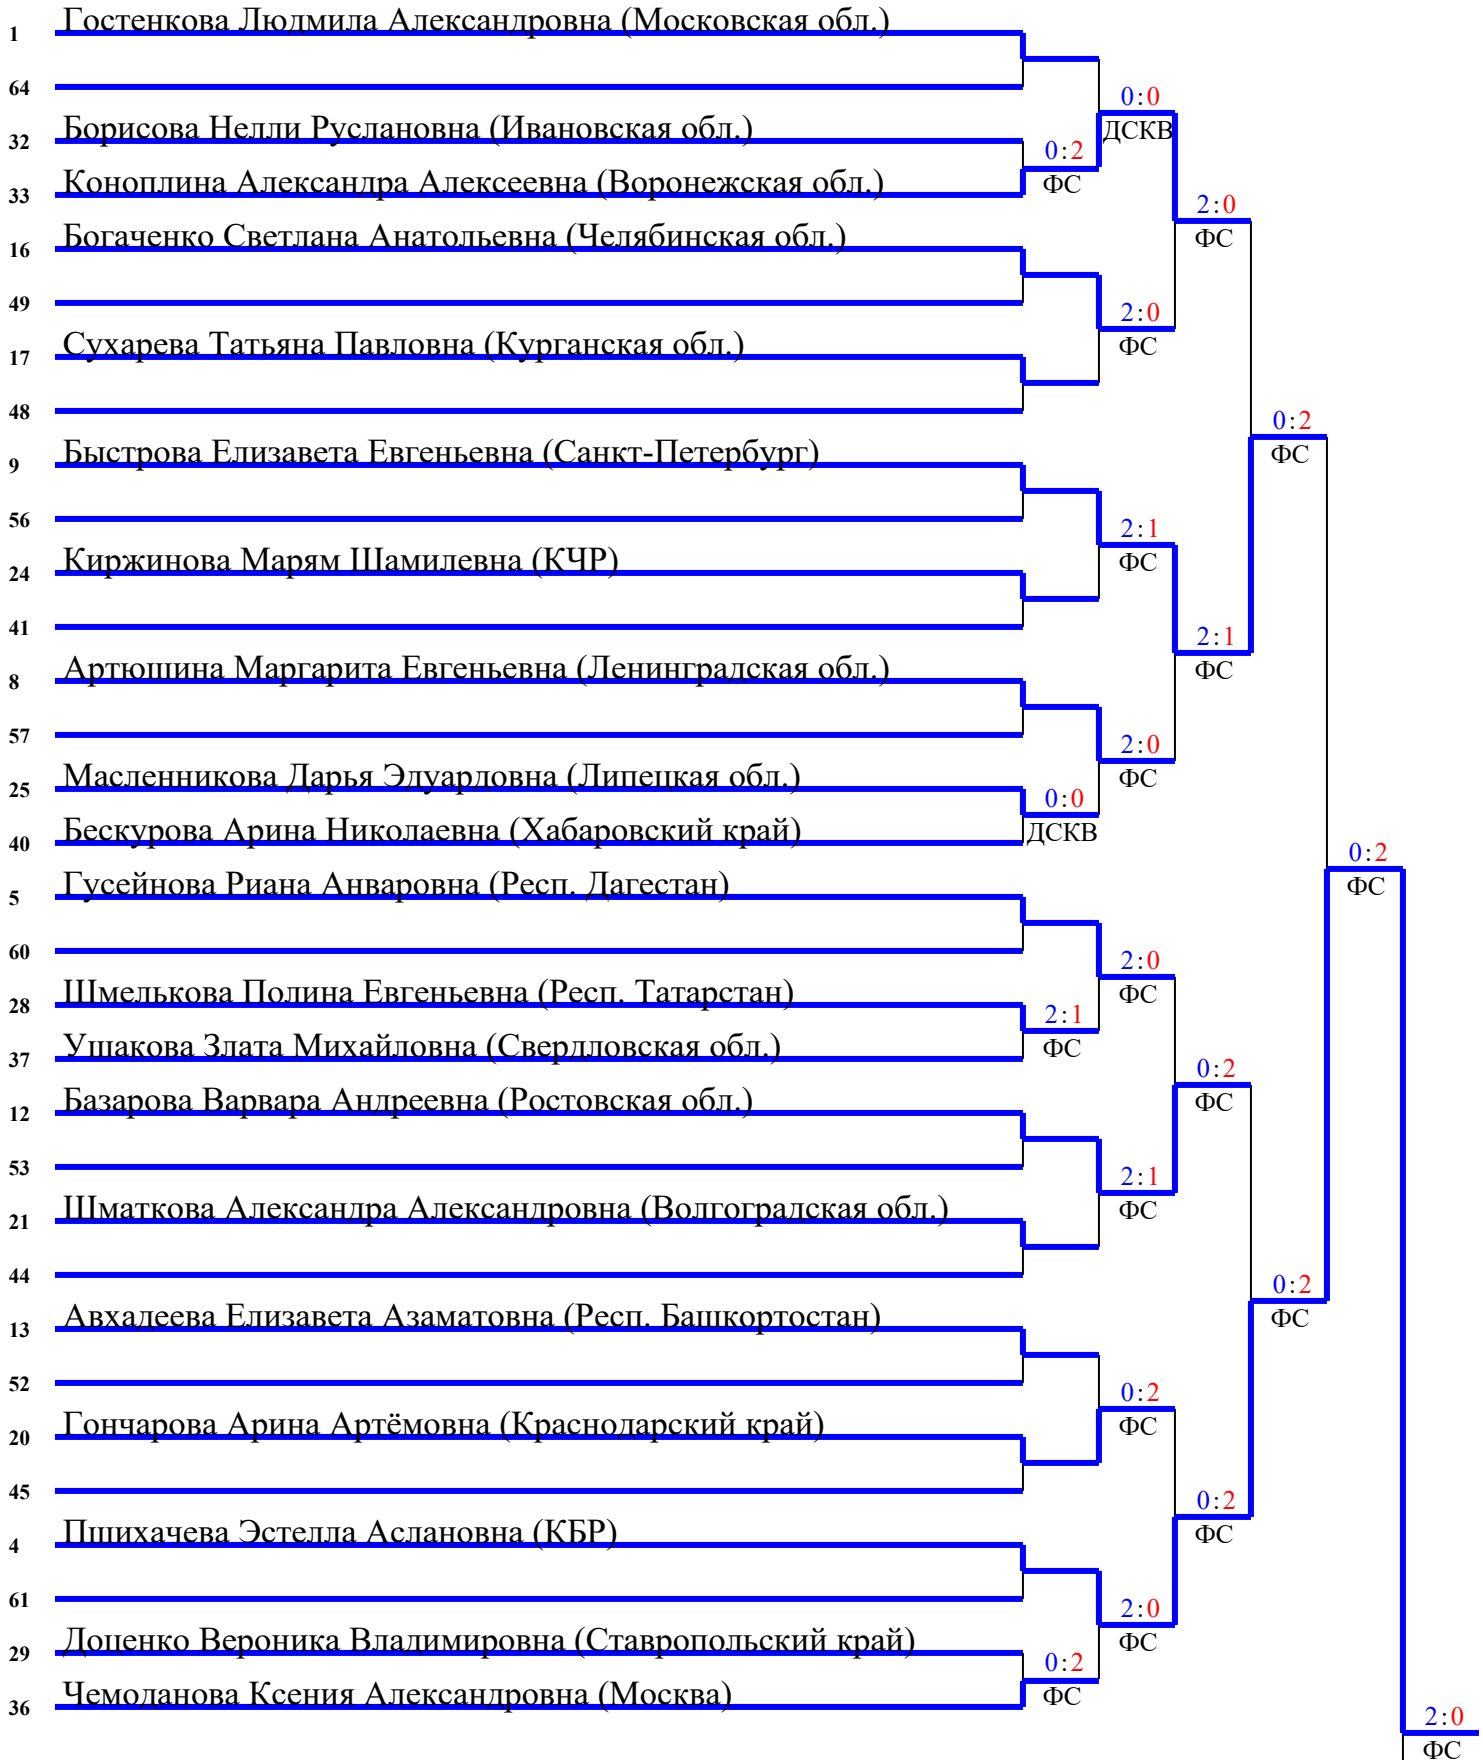 Гостенкова Людмила Александровна (Московская обл.)
1
64
0:0
Борисова Нелли Руслановна (Ивановская обл.)
32
ДСКВ
0:2
Коноплина Александра Алексеевна (Воронежская обл.)
33
ФС
2:0
Богаченко Светлана Анатольевна (Челябинская обл.)
16
ФС
49
2:0
Сухарева Татьяна Павловна (Курганская обл.)
17
ФС
48
0:2
Быстрова Елизавета Евгеньевна (Санкт-Петербург)
9
ФС
56
2:1
Киржинова Марям Шамилевна (КЧР)
24
ФС
41
2:1
Артюшина Маргарита Евгеньевна (Ленинградская обл.)
8
ФС
57
2:0
Масленникова Дарья Эдуардовна (Липецкая обл.)
25
ФС
0:0
Бескурова Арина Николаевна (Хабаровский край)
40
ДСКВ
0:2
Гусейнова Риана Анваровна (Респ. Дагестан)
5
ФС
60
2:0
Шмелькова Полина Евгеньевна (Респ. Татарстан)
28
ФС
2:1
Ушакова Злата Михайловна (Свердловская обл.)
37
ФС
0:2
Базарова Варвара Андреевна (Ростовская обл.)
12
ФС
53
2:1
Шматкова Александра Александровна (Волгоградская обл.)
21
ФС
44
0:2
Авхадеева Елизавета Азаматовна (Респ. Башкортостан)
13
ФС
52
0:2
Гончарова Арина Артёмовна (Краснодарский край)
20
ФС
45
0:2
Пшихачева Эстелла Аслановна (КБР)
4
ФС
61
2:0
Доценко Вероника Владимировна (Ставропольский край)
29
ФС
0:2
Чемоданова Ксения Александровна (Москва)
36
ФС
2:0
ФС